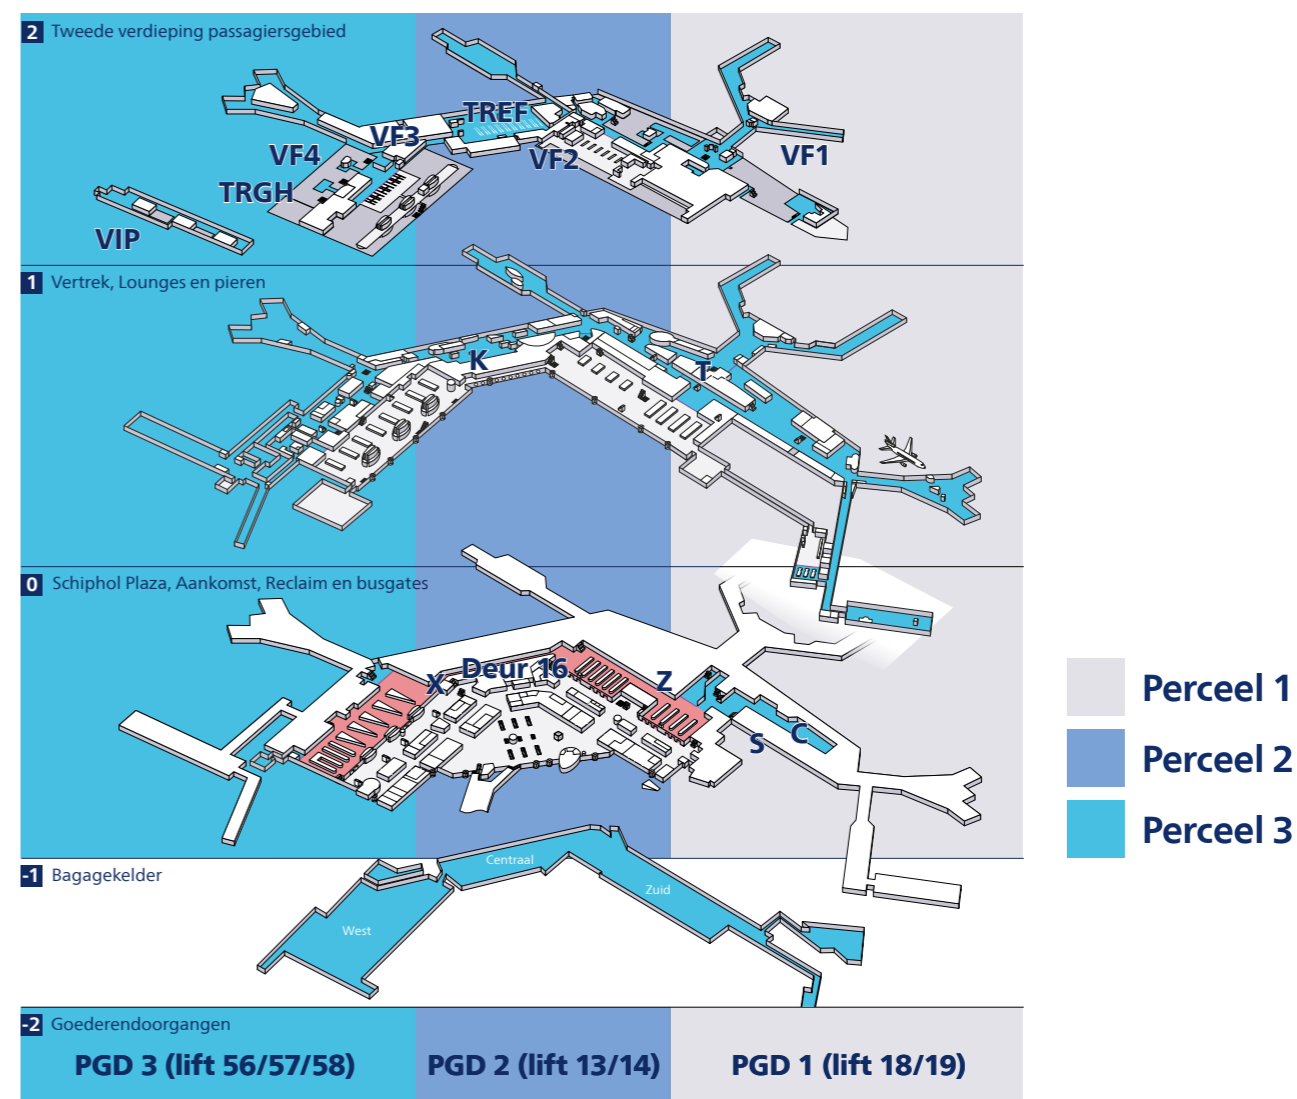 2 Tweede verdieping passagiersgebied
TREF
VF3
VF4
VF2
VF1
TRGH
VIP
1 Vertrek, Lounges en pieren
K
T
0 Schiphol Plaza, Aankomst, Reclaim en busgates
X
Deur 16
Z
S
C
Perceel 1
Perceel 2
Perceel 3
-1 Bagagekelder
Centraal
Zuid
West
-2 Goederendoorgangen
PGD 3 (lift 56/57/58)
PGD 2 (lift 13/14)
PGD 1 (lift 18/19)